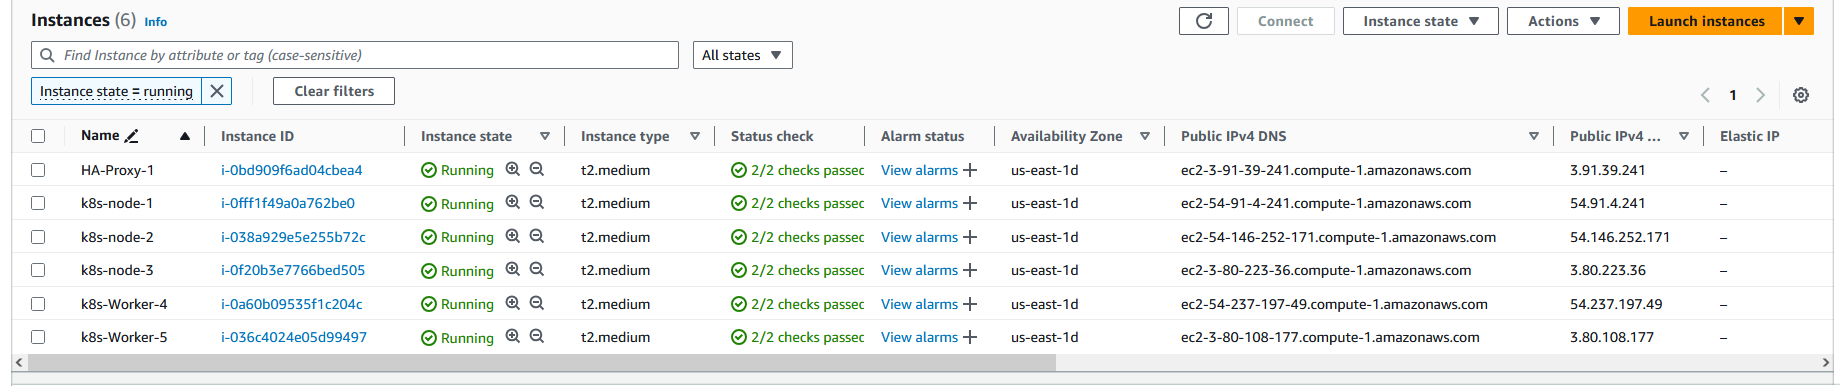 Instances (6) Info Connect Instance state Actions Launch instances
Find Instance by attribute or tag (case-sensitive) All states
Instance state = running Clear filters 1
Name Instance ID Instance state Instance type Status check Alarm status Availability Zone Public IPv4 DNS Public IPv4 ... Elastic IP
HA-Proxy-1 i-0bd909f6ad04cbea4 Running t2.medium 2/2 checks passec View alarms + us-east-1d ec2-3-91-39-241.compute-1.amazonaws.com 3.91.39.241 –
k8s-node-1 i-0fff1f49a0a762be0 Running t2.medium 2/2 checks passec View alarms + us-east-1d ec2-54-91-4-241.compute-1.amazonaws.com 54.91.4.241 –
k8s-node-2 i-038a929e5e255b72c Running t2.medium 2/2 checks passec View alarms + us-east-1d ec2-54-146-252-171.compute-1.amazonaws.com 54.146.252.171 –
k8s-node-3 i-0f20b3e7766bed505 Running t2.medium 2/2 checks passec View alarms + us-east-1d ec2-3-80-223-36.compute-1.amazonaws.com 3.80.223.36 –
k8s-Worker-4 i-0a60b09535f1c204c Running t2.medium 2/2 checks passec View alarms + us-east-1d ec2-54-237-197-49.compute-1.amazonaws.com 54.237.197.49 –
k8s-Worker-5 i-036c4024e05d99497 Running t2.medium 2/2 checks passec View alarms + us-east-1d ec2-3-80-108-177.compute-1.amazonaws.com 3.80.108.177 –